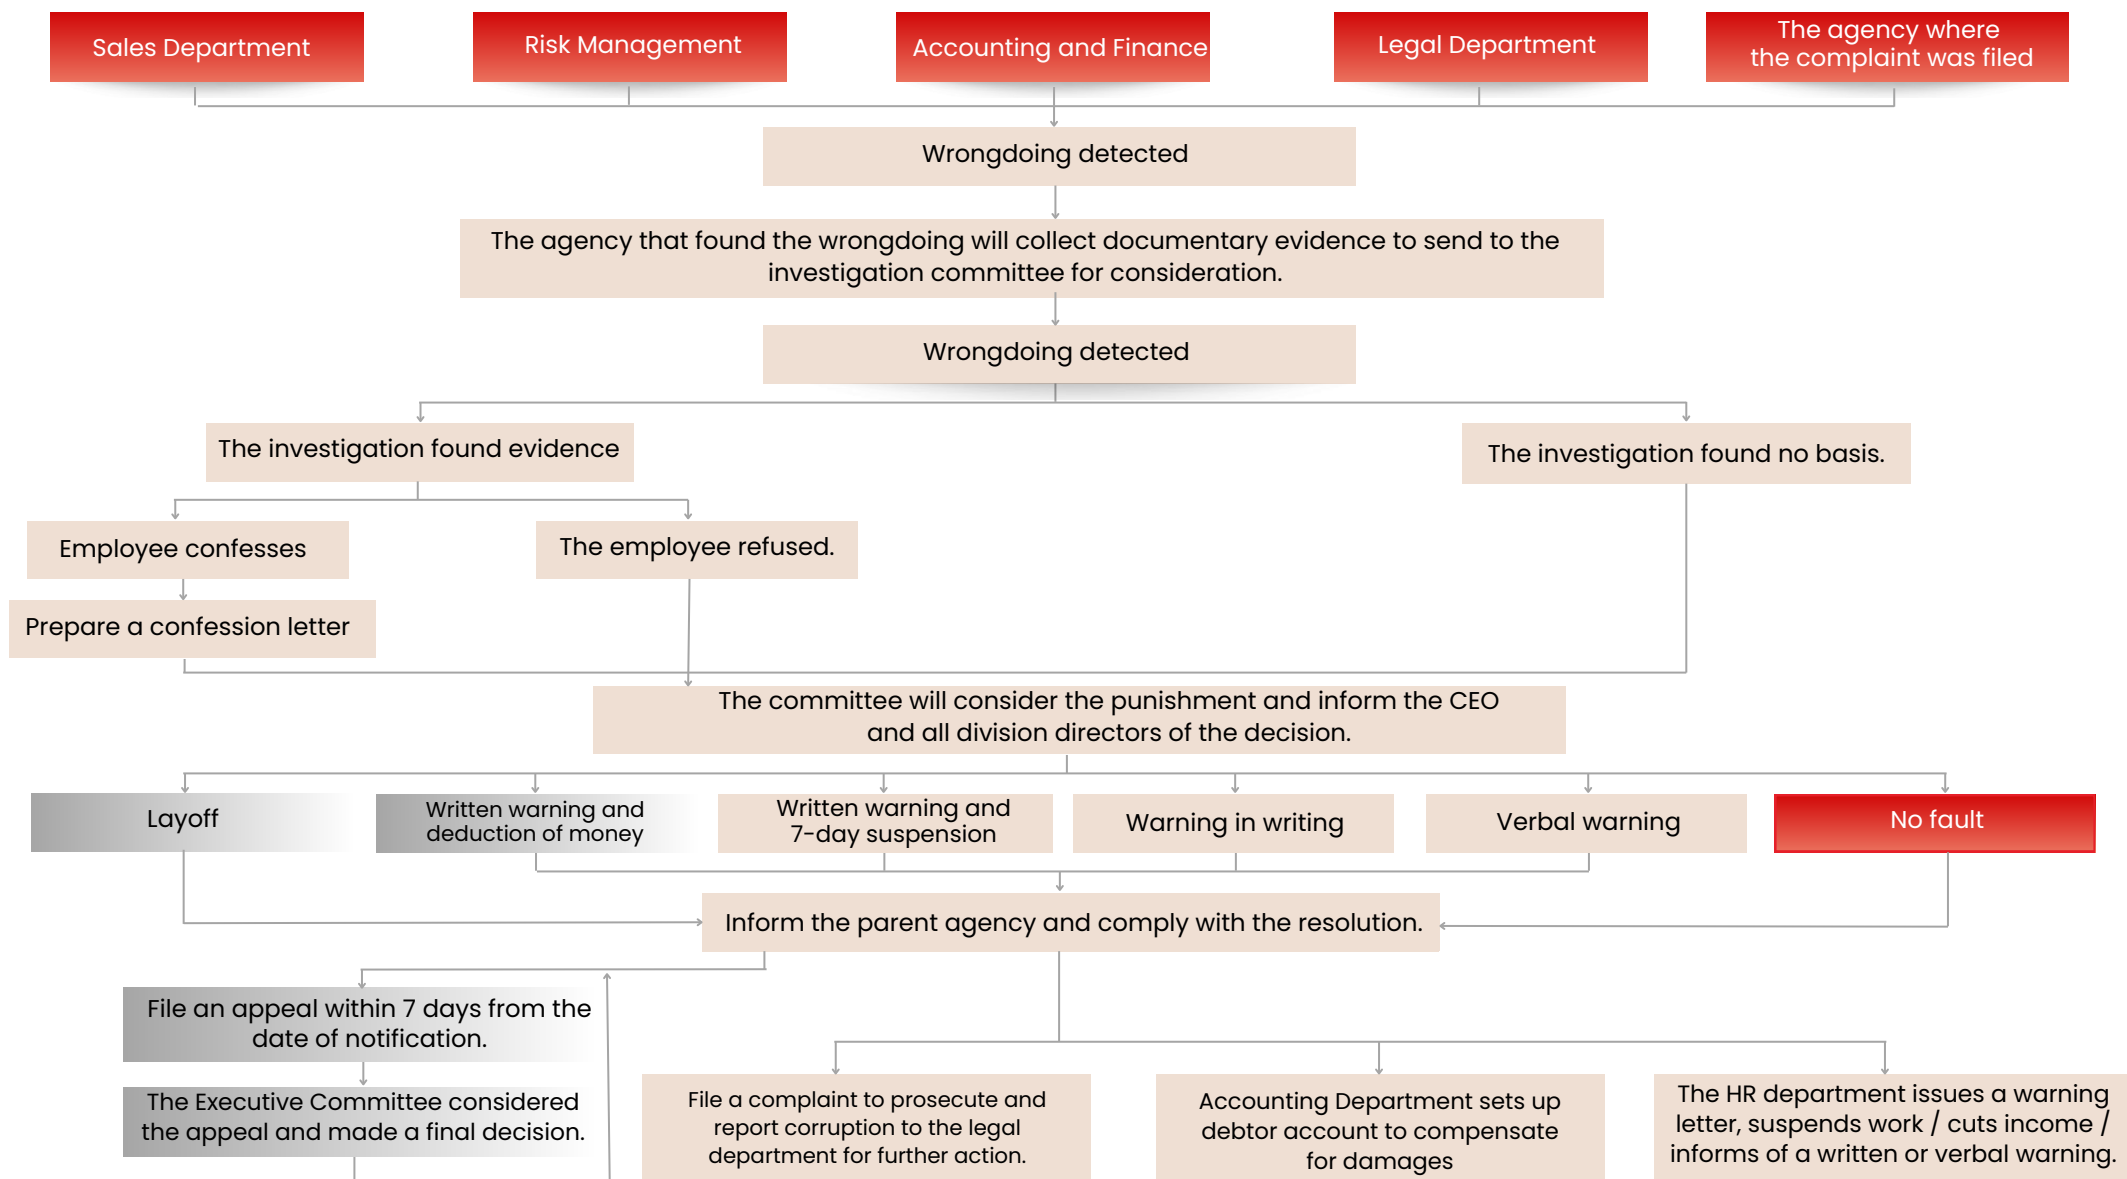 Sales Department
Risk Management
Accounting and Finance
Legal Department
The agency where
the complaint was filed
Wrongdoing detected
The agency that found the wrongdoing will collect documentary evidence to send to the
investigation committee for consideration.
Wrongdoing detected
The investigation found evidence
The investigation found no basis.
Employee confesses
The employee refused.
Prepare a confession letter
The committee will consider the punishment and inform the CEO
and all division directors of the decision.
Layoff
Written warning and
deduction of money
Written warning and
7-day suspension
Warning in writing
Verbal warning
No fault
Inform the parent agency and comply with the resolution.
File an appeal within 7 days from the
date of notification.
The Executive Committee considered
the appeal and made a final decision.
File a complaint to prosecute and
report corruption to the legal
department for further action.
Accounting Department sets up
debtor account to compensate
for damages
The HR department issues a warning
letter, suspends work / cuts income /
informs of a written or verbal warning.